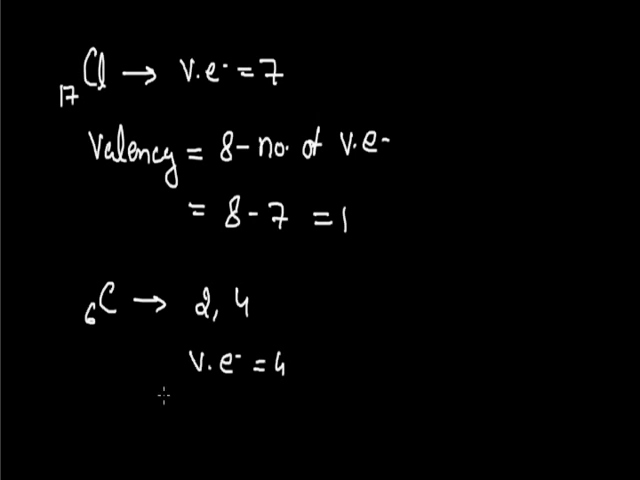 17Cl → v.e⁻ = 7
Valency = 8 - no. of v.e⁻
= 8 - 7 = 1
6C → 2, 4
v.e⁻ = 4